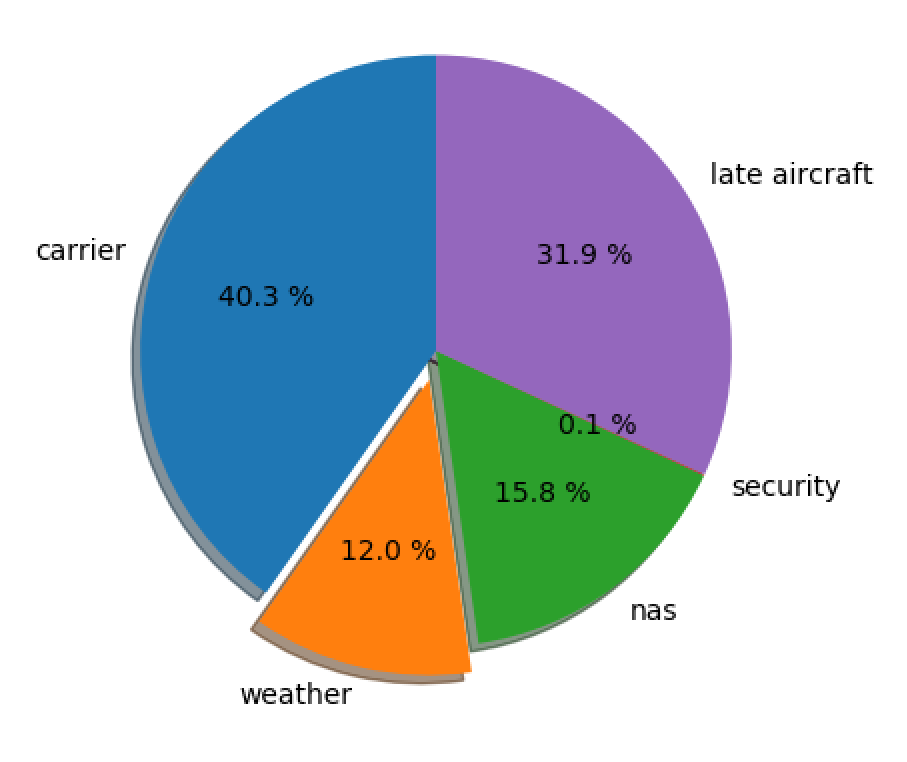 late aircraft
carrier
31.9 %
40.3 %
0.1 %
security
15.8 %
12.0 %
nas
weather